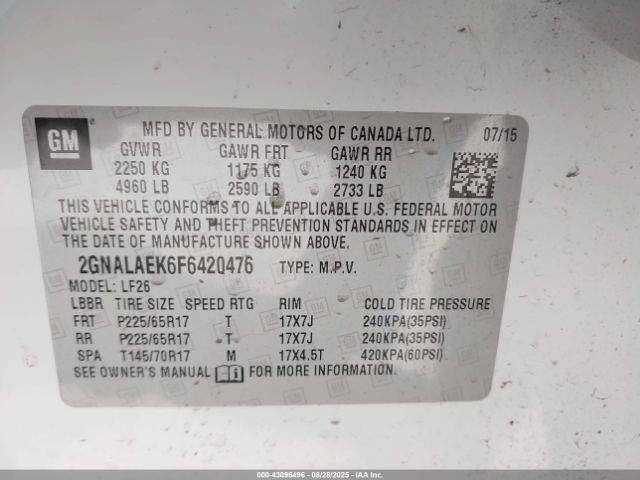 GM
MFD BY GENERAL MOTORS OF CANADA LTD. 07/15
GVWR GAWR FRT GAWR RR
2250 KG 1175 KG 1240 KG
4960 LB 2590 LB 2733 LB
THIS VEHICLE CONFORMS TO ALL APPLICABLE U.S. FEDERAL MOTOR
VEHICLE SAFETY AND THEFT PREVENTION STANDARDS IN EFFECT ON
THE DATE OF MANUFACTURE SHOWN ABOVE.
2GNALAEK6F6420476 TYPE: M.P.V.
MODEL: LF26
LBBR TIRE SIZE SPEED RTG RIM COLD TIRE PRESSURE
FRT P225/65R17 T 17X7J 240KPA(35PSI)
RR P225/65R17 T 17X7J 240KPA(35PSI)
SPA T145/70R17 M 17X4.5T 420KPA(60PSI)
SEE OWNER'S MANUAL FOR MORE INFORMATION.
000-43096496 - 08/28/2025 - IAAI.COM - COPYRIGHT IAA, LLC